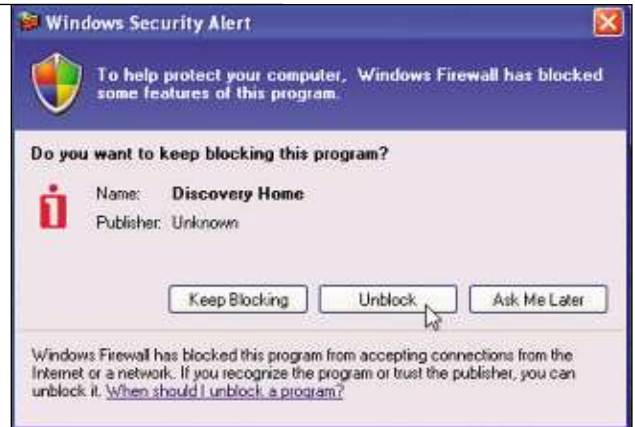 Windows Security Alert
To help protect your computer, Windows Firewall has blocked
some features of this program.
Do you want to keep blocking this program?
Name: Discovery Home
Publisher: Unknown
Keep Blocking Unblock Ask Me Later
Windows Firewall has blocked this program from accepting connections from the
Internet or a network. If you recognize the program or trust the publisher, you can
unblock it. When should I unblock a program?